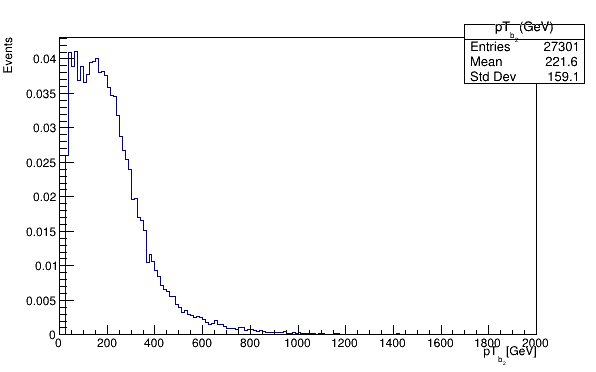 pT_b_2 (GeV)
Entries 27301
Mean 221.6
Std Dev 159.1
Events
0.04
0.035
0.03
0.025
0.02
0.015
0.01
0.005
0
0 200 400 600 800 1000 1200 1400 1600 1800 2000
pT_b_2 [GeV]